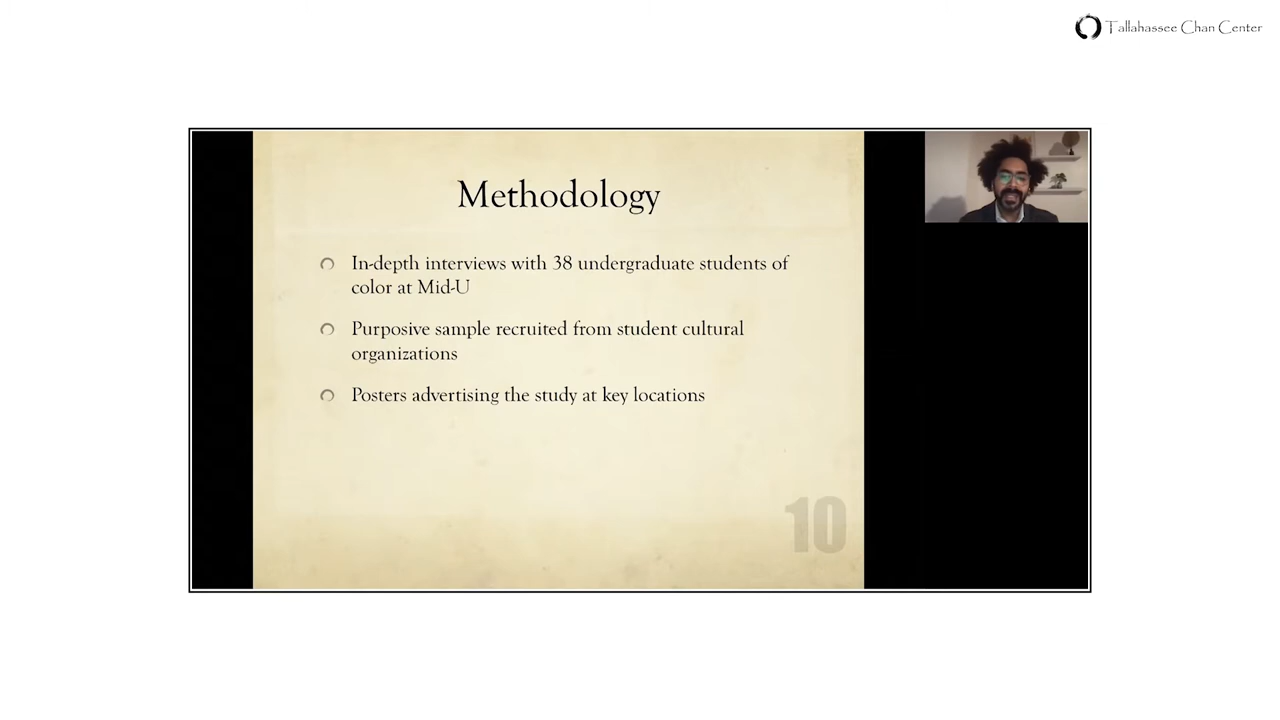 Tallahassee Chan Center
Methodology
In-depth interviews with 38 undergraduate students of
color at Mid-U
Purposive sample recruited from student cultural
organizations
Posters advertising the study at key locations
10